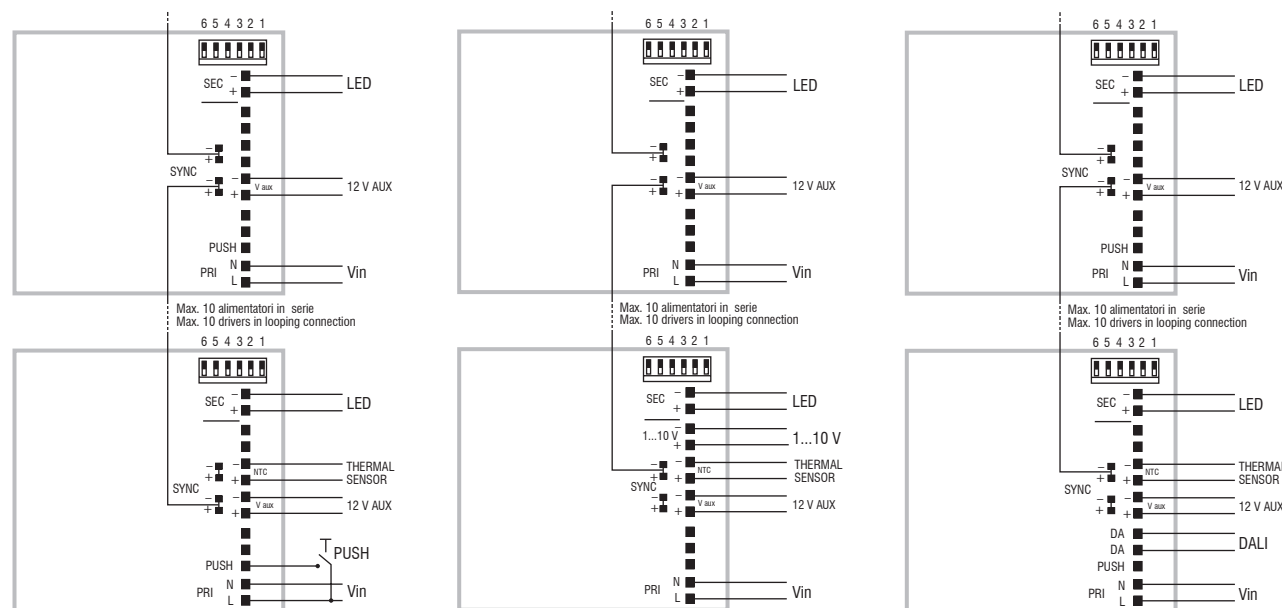 6 5 4 3 2 1
SEC
−
+
LED
−
+
SYNC
−
+
−
+
V aux
12 V AUX
PUSH
PRI
N
L
Vin
Max. 10 alimentatori in serie
Max. 10 drivers in looping connection
6 5 4 3 2 1
SEC
−
+
LED
−
+
SYNC
−
+
−
+
NTC
THERMAL
SENSOR
−
+
V aux
12 V AUX
PUSH
PUSH
PRI
N
L
Vin
6 5 4 3 2 1
SEC
−
+
LED
−
+
−
+
−
+
V aux
12 V AUX
PRI
N
L
Vin
Max. 10 alimentatori in serie
Max. 10 drivers in looping connection
6 5 4 3 2 1
SEC
−
+
LED
1...10 V
−
+
1...10 V
−
+
SYNC
−
+
−
+
NTC
THERMAL
SENSOR
−
+
V aux
12 V AUX
PRI
N
L
Vin
6 5 4 3 2 1
SEC
−
+
LED
−
+
SYNC
−
+
−
+
V aux
12 V AUX
PUSH
PRI
N
L
Vin
Max. 10 alimentatori in serie
Max. 10 drivers in looping connection
6 5 4 3 2 1
SEC
−
+
LED
−
+
SYNC
−
+
−
+
NTC
THERMAL
SENSOR
−
+
V aux
12 V AUX
DA
DA
DALI
PUSH
PRI
N
L
Vin